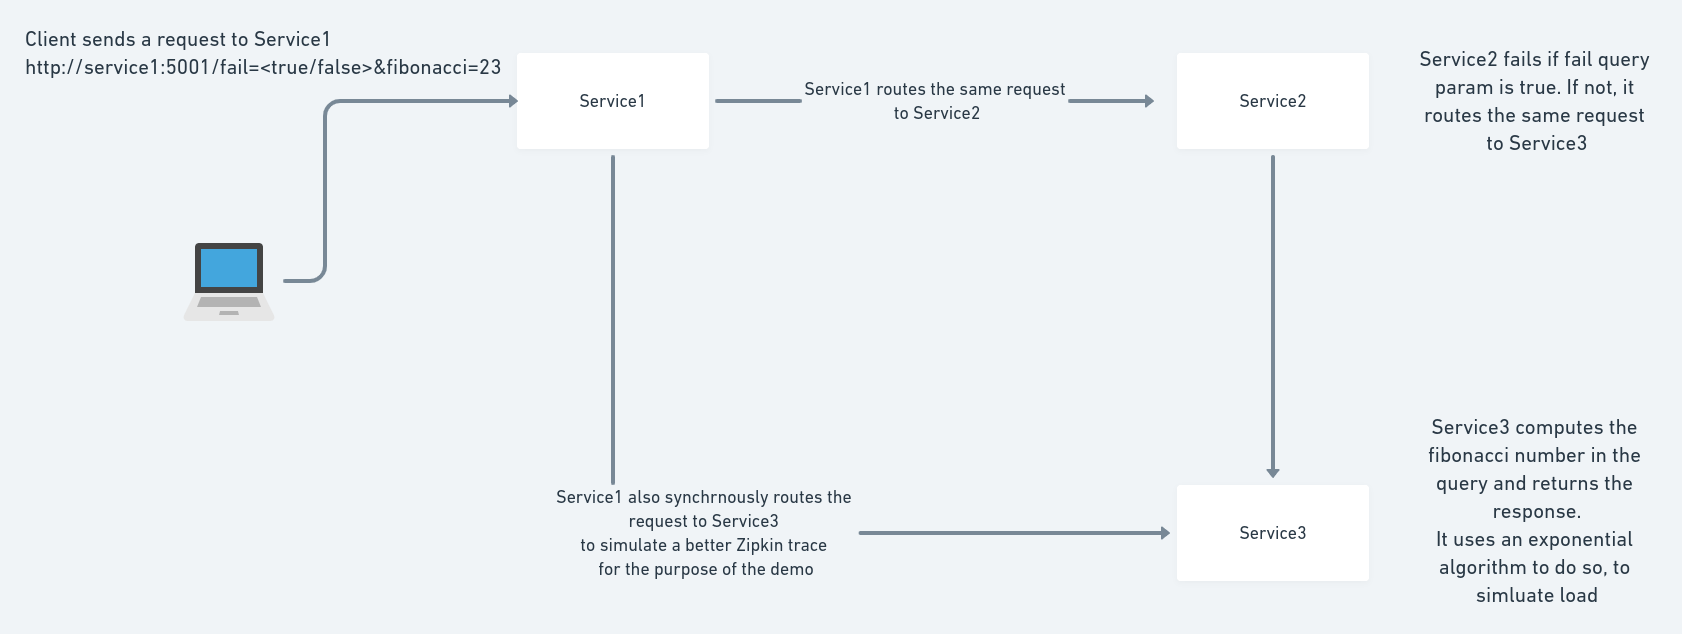 Client sends a request to Service1
http://service1:5001/fail=<true/false>&fibonacci=23
Service1
Service1 routes the same request
to Service2
Service2
Service2 fails if fail query
param is true. If not, it
routes the same request
to Service3
Service1 also synchrnously routes the
request to Service3
to simulate a better Zipkin trace
for the purpose of the demo
Service3
Service3 computes the
fibonacci number in the
query and returns the
response.
It uses an exponential
algorithm to do so, to
simluate load